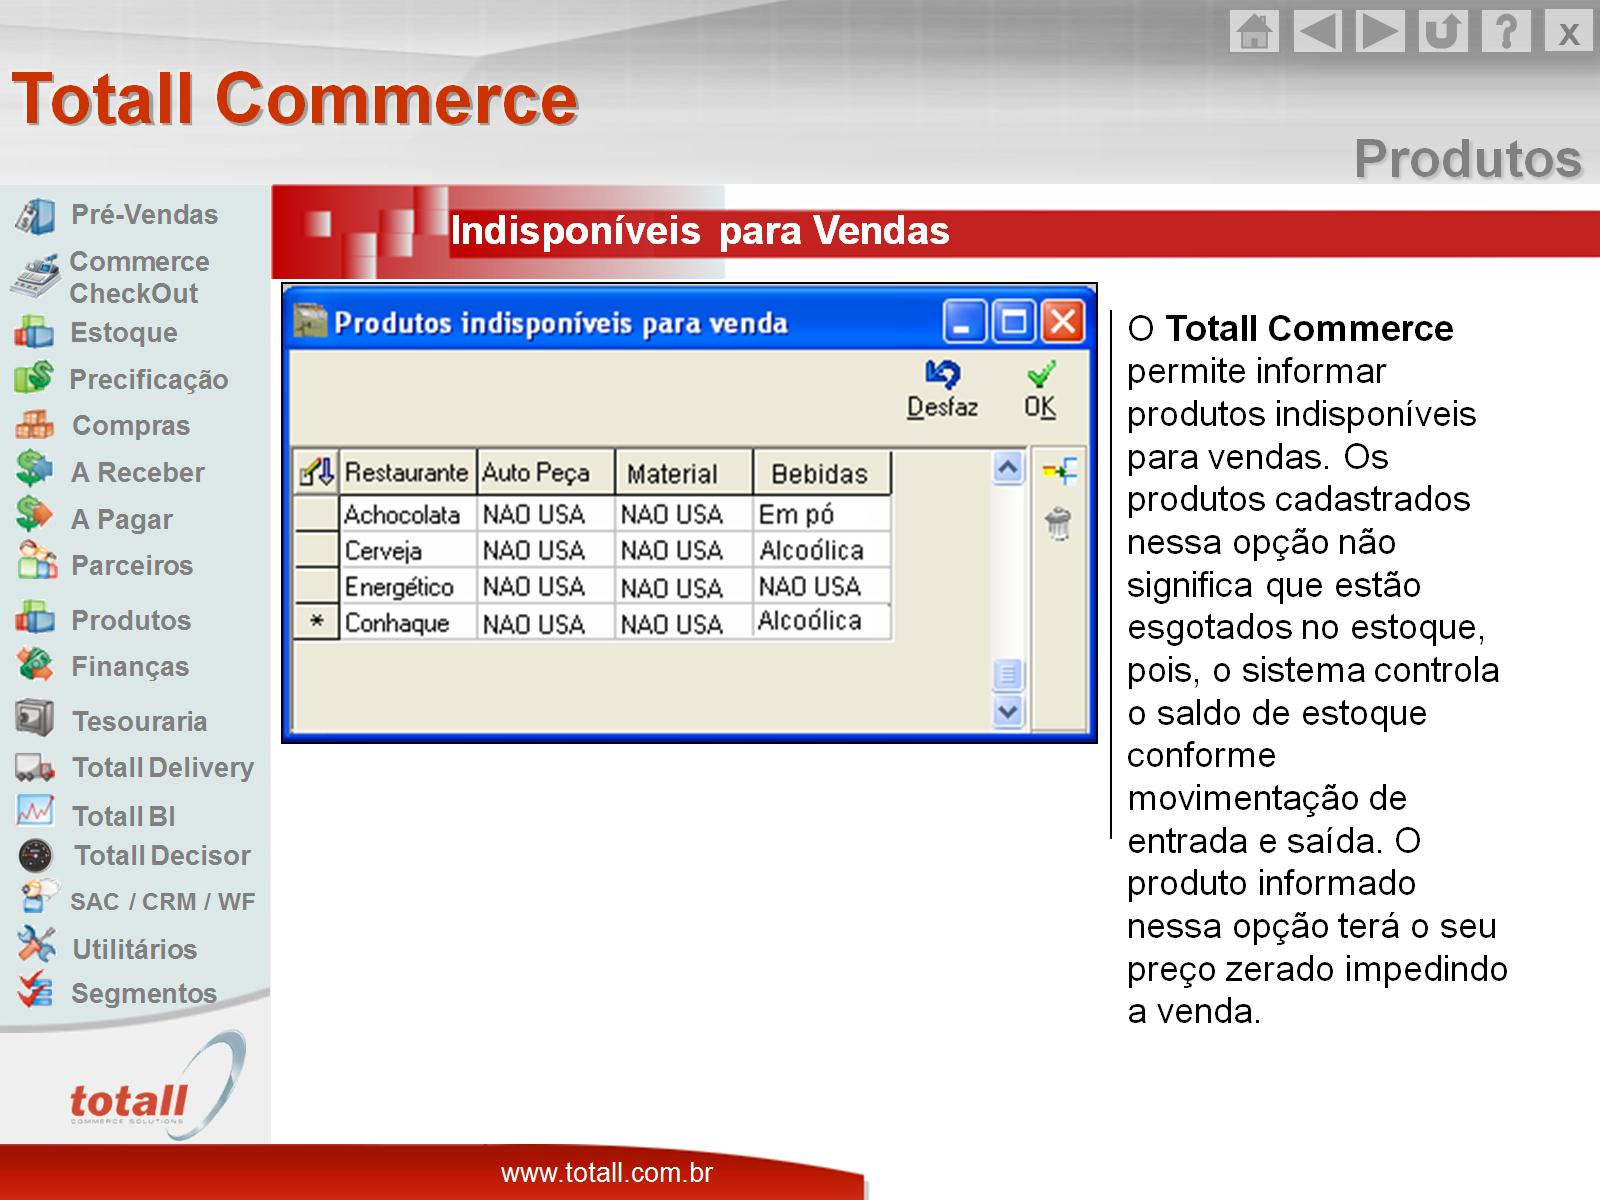 x
Totall Commerce
Produtos
Pré-Vendas
Commerce
CheckOut
Estoque
Precificação
Compras
A Receber
A Pagar
Parceiros
Produtos
Finanças
Tesouraria
Totall Delivery
Totall BI
Totall Decisor
SAC / CRM / WF
Utilitários
Segmentos
totall
COMMERCE SOLUTIONS
Indisponíveis para Vendas
Produtos indisponíveis para venda
Desfaz OK
Restaurante Auto Peça Material Bebidas
Achocolata NAO USA NAO USA Em pó
Cerveja NAO USA NAO USA Alcoólica
Energético NAO USA NAO USA NAO USA
* Conhaque NAO USA NAO USA Alcoólica
O Totall Commerce
permite informar
produtos indisponíveis
para vendas. Os
produtos cadastrados
nessa opção não
significa que estão
esgotados no estoque,
pois, o sistema controla
o saldo de estoque
conforme
movimentação de
entrada e saída. O
produto informado
nessa opção terá o seu
preço zerado impedindo
a venda.
www.totall.com.br